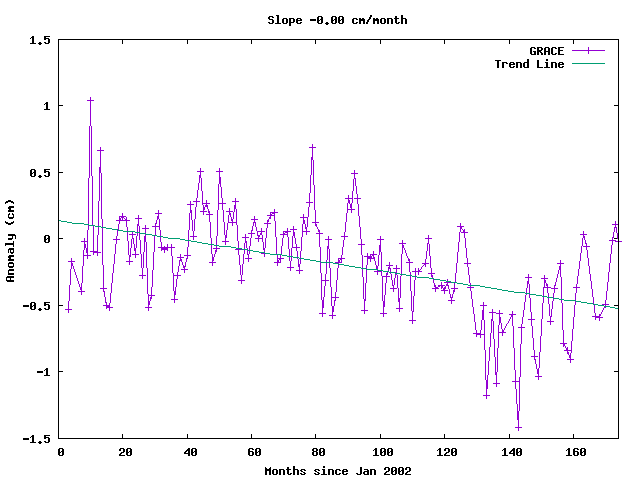 Slope -0.00 cm/month
GRACE
Trend Line
1.5
1
0.5
0
-0.5
-1
-1.5
Anomaly (cm)
0 20 40 60 80 100 120 140 160
Months since Jan 2002